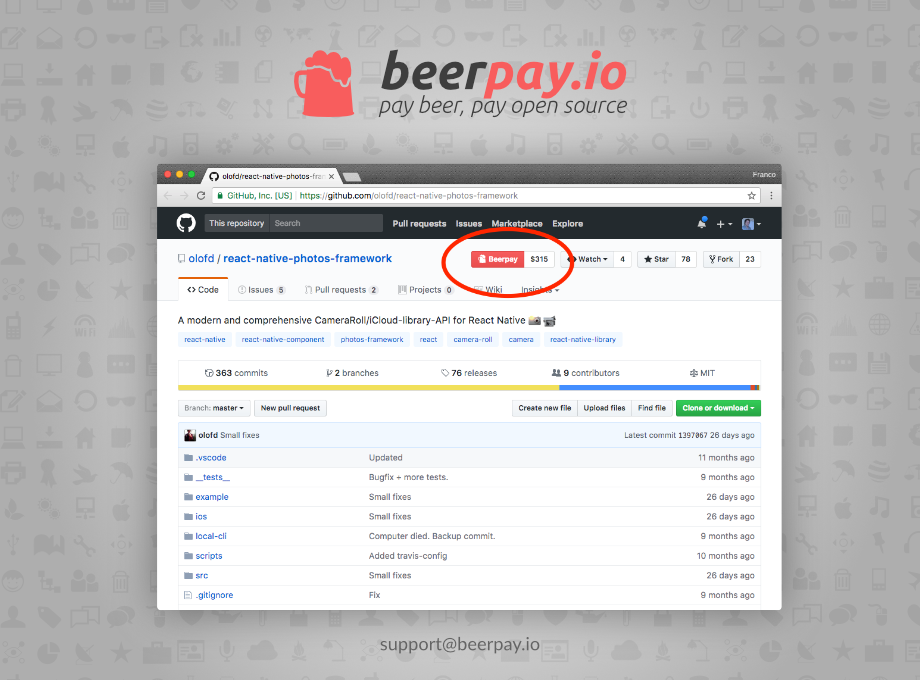 beerpay.io
pay beer, pay open source
olofd/react-native-photos-fram
Franco
GitHub, Inc. [US] https://github.com/olofd/react-native-photos-framework
This repository Search Pull requests Issues Marketplace Explore
olofd / react-native-photos-framework Beerpay $315 Watch 4 Star 78 Fork 23
Code Issues 5 Pull requests 2 Projects 0 Wiki Insights
A modern and comprehensive CameraRoll/iCloud-library-API for React Native
react-native react-native-component photos-framework react camera-roll camera react-native-library
363 commits 2 branches 76 releases 9 contributors MIT
Branch: master New pull request Create new file Upload files Find file Clone or download
olofd Small fixes Latest commit 1397067 26 days ago
.vscode Updated 11 months ago
__tests__ Bugfix + more tests. 9 months ago
example Small fixes 26 days ago
ios Small fixes 26 days ago
local-cli Computer died. Backup commit. 9 months ago
scripts Added travis-config 10 months ago
src Small fixes 26 days ago
.gitignore Fix 9 months ago
support@beerpay.io